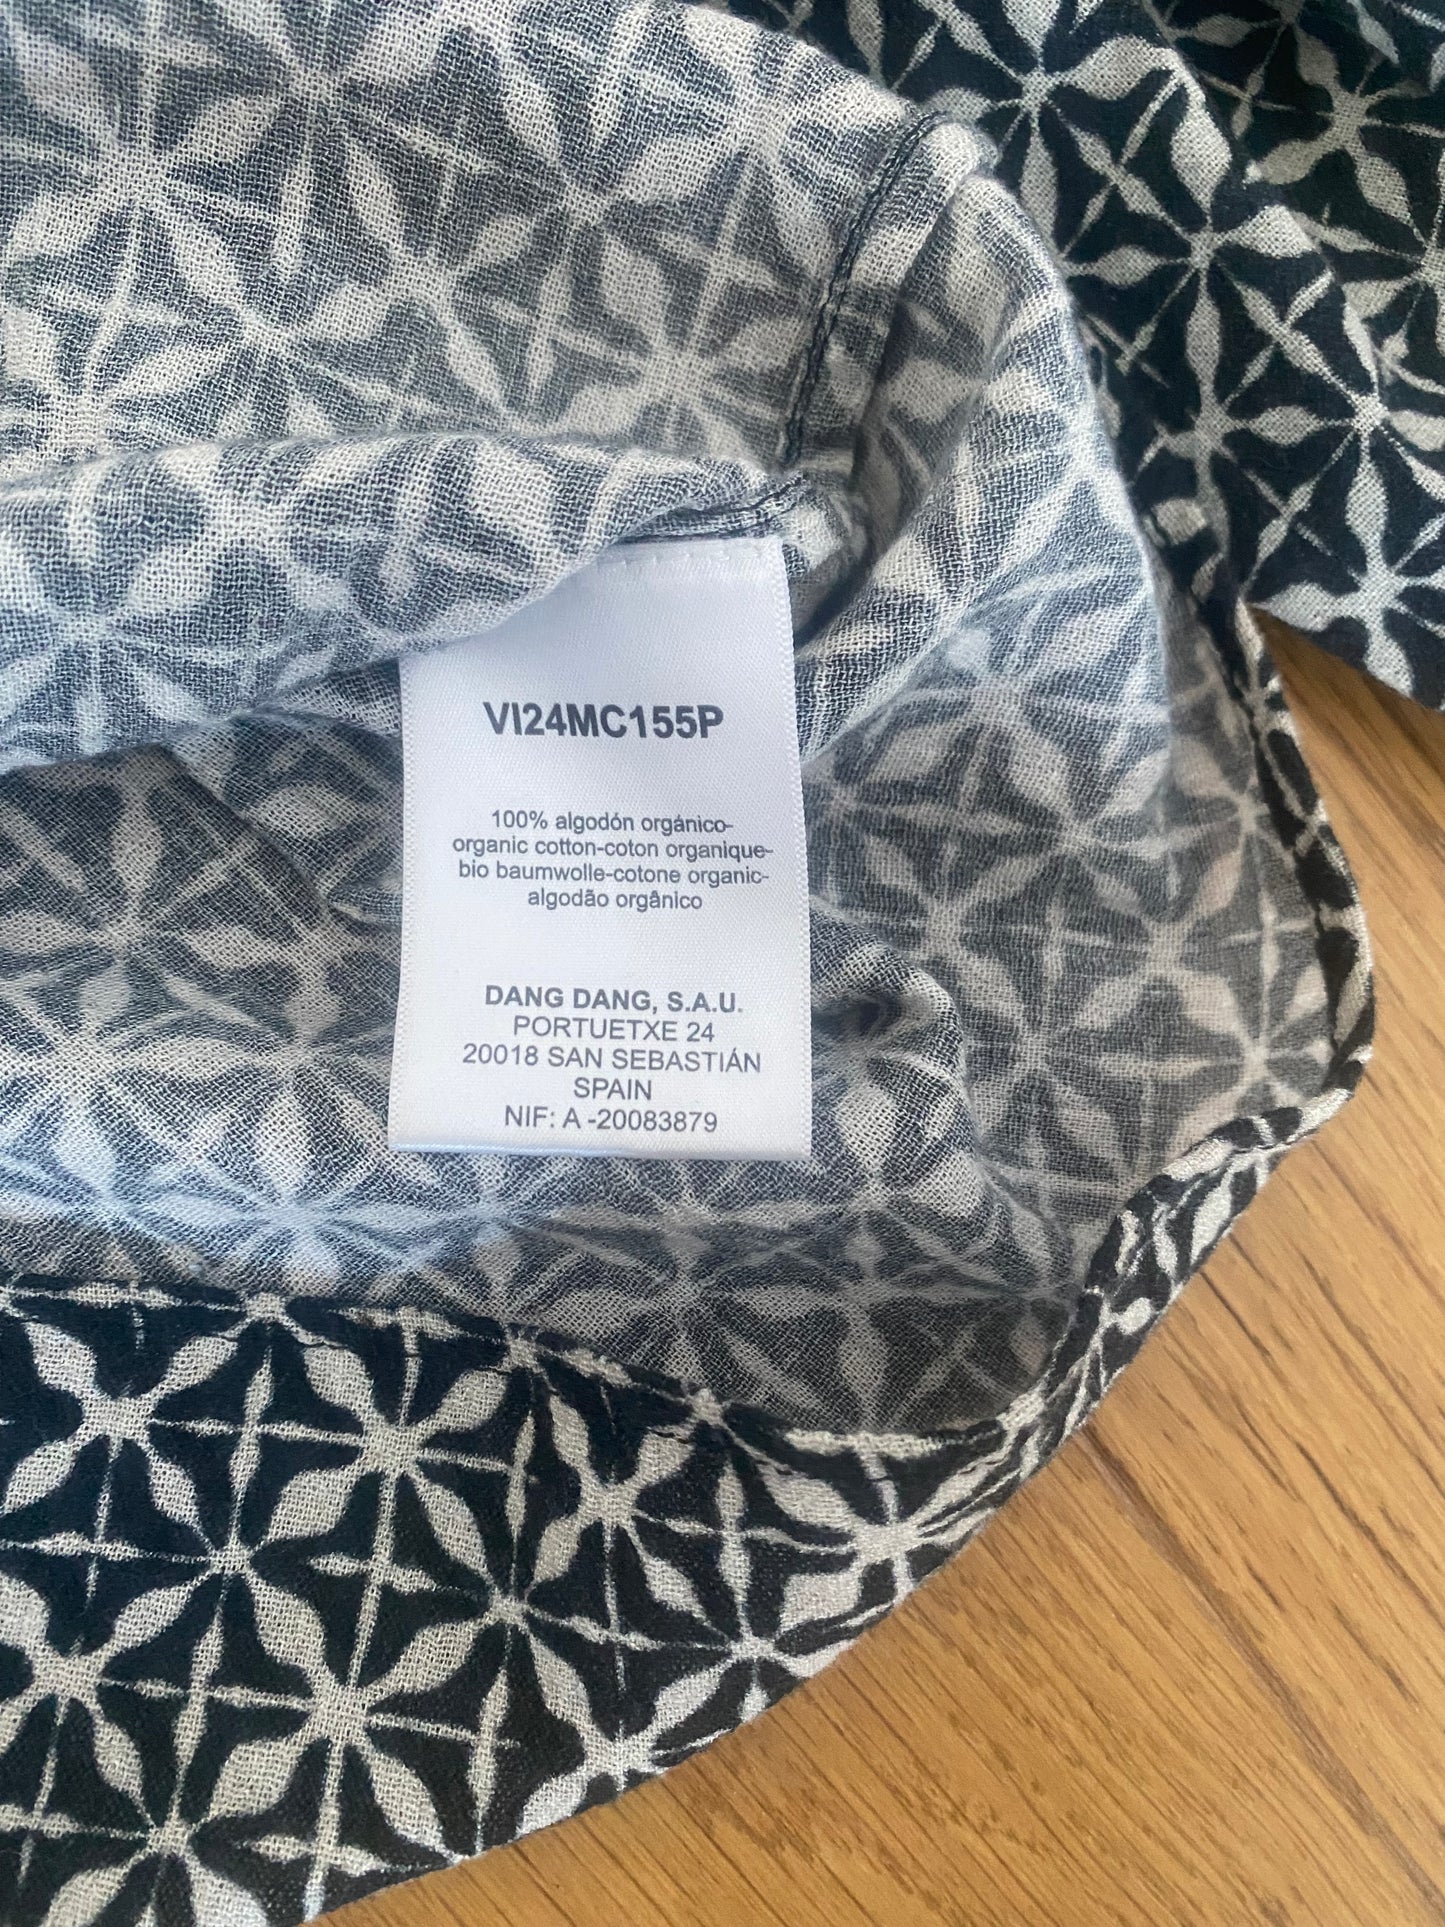 VI24MC155P
100% algodón orgánico-
organic cotton-coton organique-
bio baumwolle-cotone organic-
algodão orgânico
DANG DANG, S.A.U.
PORTUETXE 24
20018 SAN SEBASTIÁN
SPAIN
NIF: A -20083879